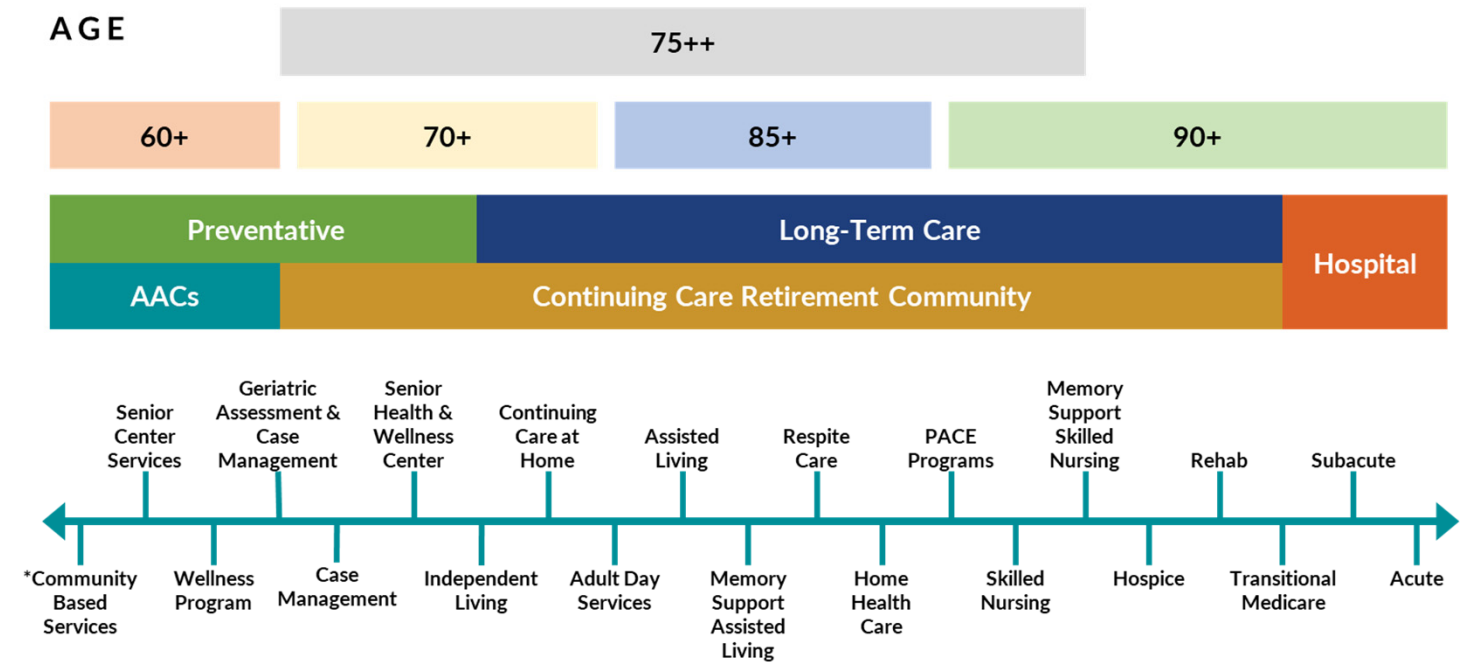 AGE
75++
60+
70+
85+
90+
Preventative
Long-Term Care
Hospital
AACs
Continuing Care Retirement Community
Senior
Center
Services
Geriatric
Assessment &
Case
Management
Senior
Health &
Wellness
Center
Continuing
Care at
Home
Assisted
Living
Respite
Care
PACE
Programs
Memory
Support
Skilled
Nursing
Rehab
Subacute
*Community
Based
Services
Wellness
Program
Case
Management
Independent
Living
Adult Day
Services
Memory
Support
Assisted
Living
Home
Health
Care
Skilled
Nursing
Hospice
Transitional
Medicare
Acute